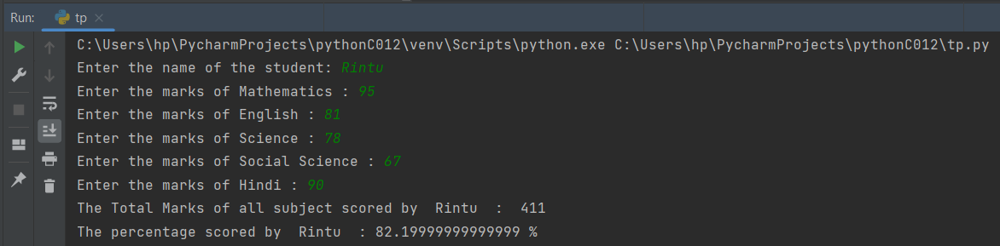 Run: tp
C:\Users\hp\PycharmProjects\pythonC012\venv\Scripts\python.exe C:\Users\hp\PycharmProjects\pythonC012\tp.py
Enter the name of the student: Rintu
Enter the marks of Mathematics : 95
Enter the marks of English : 81
Enter the marks of Science : 78
Enter the marks of Social Science : 67
Enter the marks of Hindi : 90
The Total Marks of all subject scored by  Rintu  :  411
The percentage scored by  Rintu  : 82.19999999999999 %